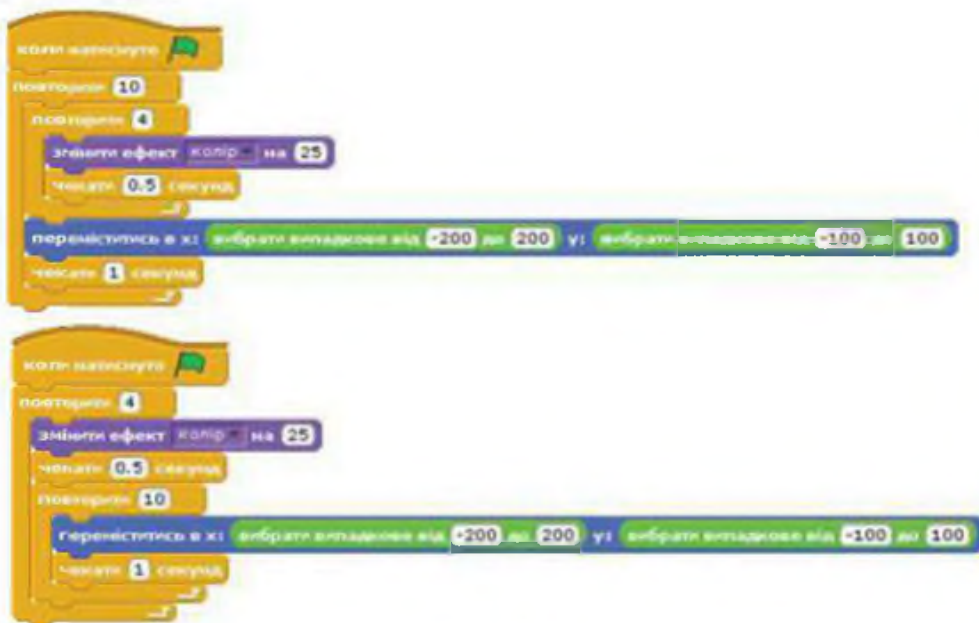 коли натиснуто
повторити 10
повторити 4
змінити ефект колір на 25
чекати 0.5 секунд
переміститись в x: вибрати випадкове від -200 до 200 y: вибрати випадкове від -100 до 100
чекати 1 секунд
коли натиснуто
повторити 4
змінити ефект колір на 25
чекати 0.5 секунд
повторити 10
переміститись в x: вибрати випадкове від -200 до 200 y: вибрати випадкове від -100 до 100
чекати 1 секунд